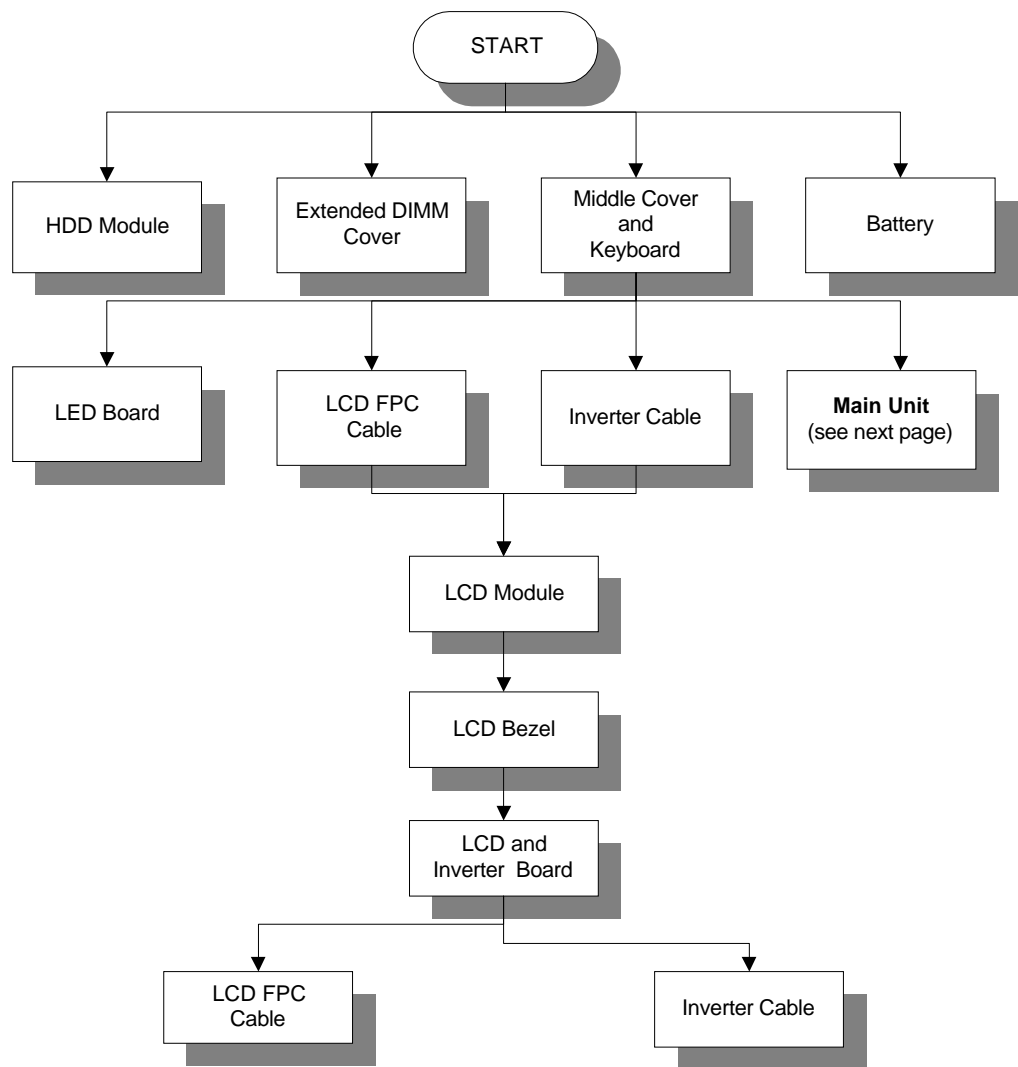 START
HDD Module
Extended DIMM
Cover
Middle Cover
and
Keyboard
Battery
LED Board
LCD FPC
Cable
Inverter Cable
Main Unit
(see next page)
LCD Module
LCD Bezel
LCD and
Inverter Board
LCD FPC
Cable
Inverter Cable